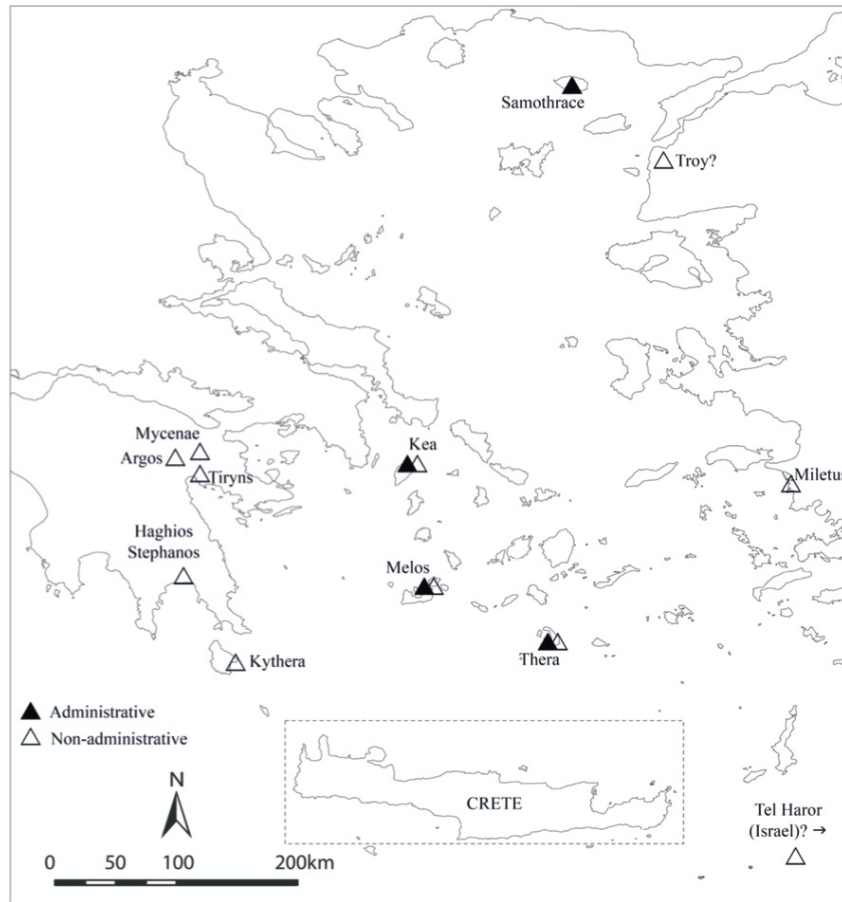 Samothrace
Troy?
Mycenae
Argos
Tiryns
Kea
Miletus
Haghios
Stephanos
Melos
Thera
Kythera
Administrative
Non-administrative
N
CRETE
Tel Haror
(Israel)? →
0 50 100 200km